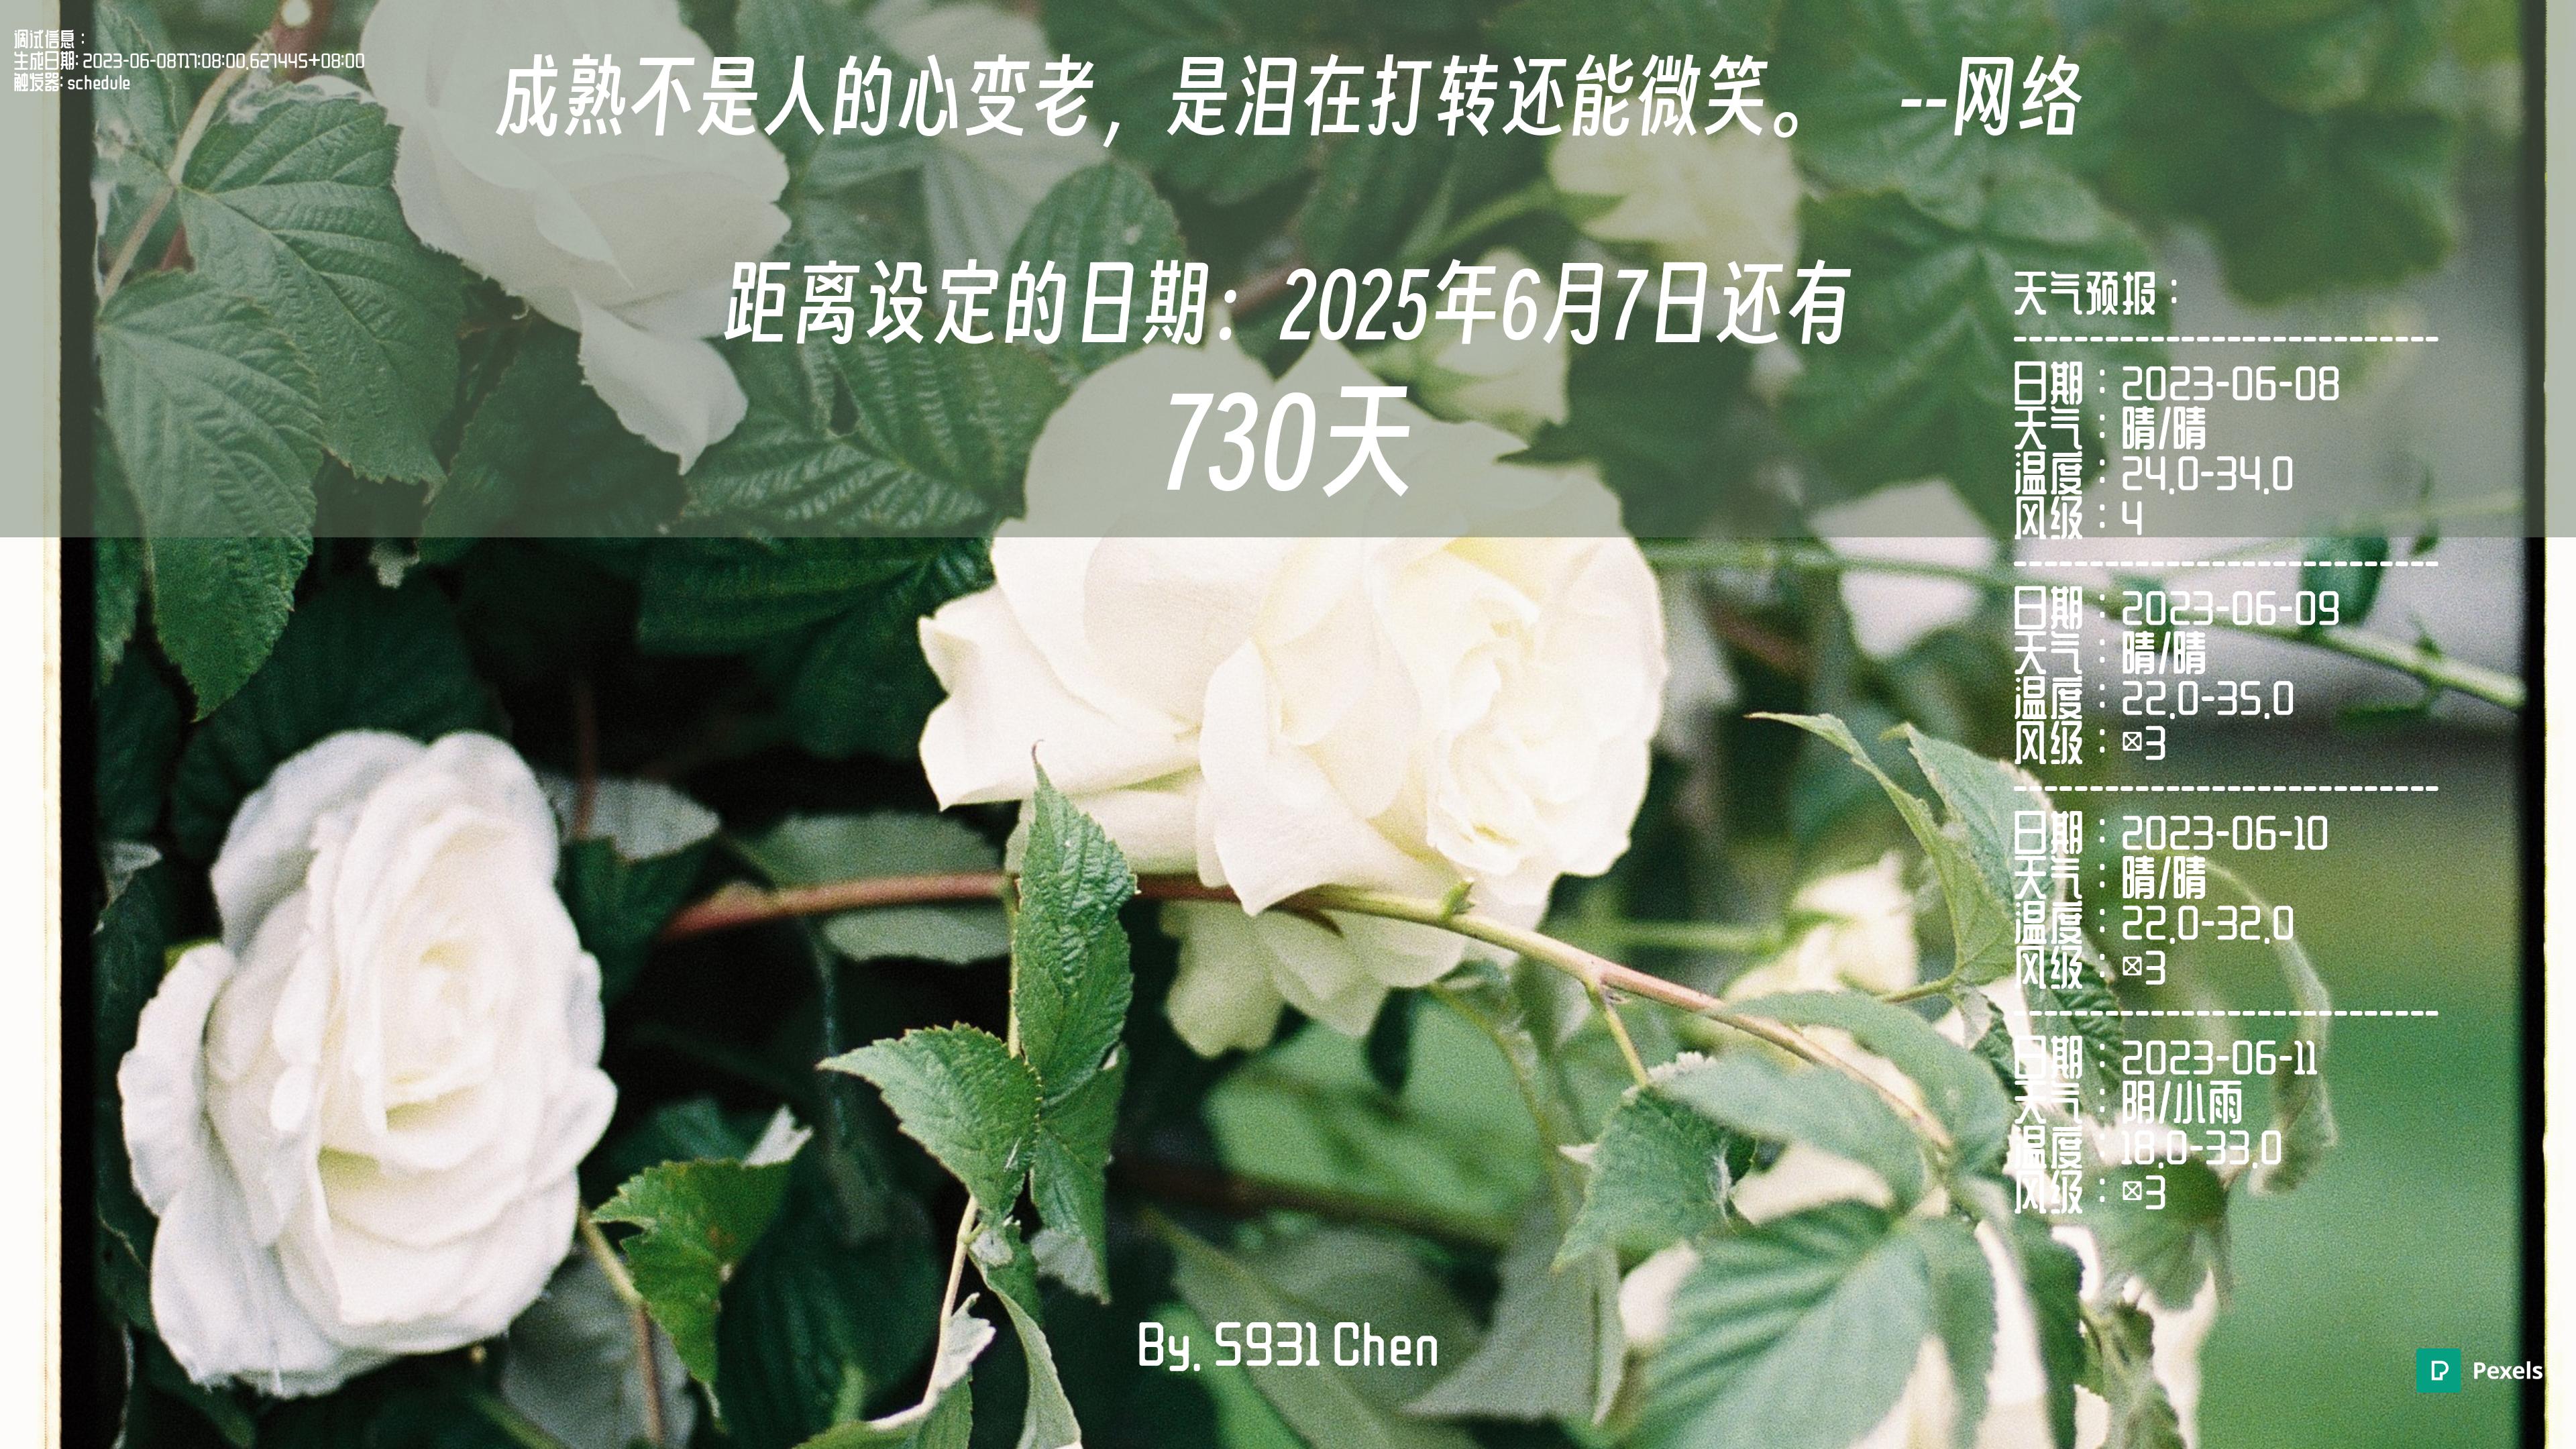 调试信息：
生成日期: 2023-06-08T17:08:00.627445+08:00
触发器: schedule
成熟不是人的心变老，是泪在打转还能微笑。 --网络
距离设定的日期：2025年6月7日还有
730天
天气预报：
------------------------------
日期：2023-06-08
天气：晴/晴
温度：24.0-34.0
风级：4
------------------------------
日期：2023-06-09
天气：晴/晴
温度：22.0-35.0
风级：☒3
------------------------------
日期：2023-06-10
天气：晴/晴
温度：22.0-32.0
风级：☒3
------------------------------
日期：2023-06-11
天气：阴/小雨
温度：18.0-33.0
风级：☒3
By. S931 Chen
Pexels